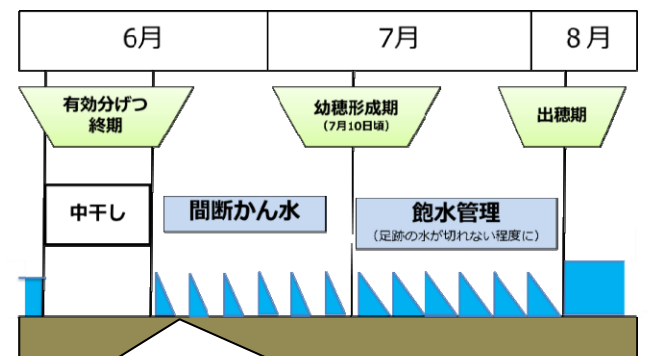 6月
7月
8月
有効分げつ
終期
幼穂形成期
(7月10日頃)
出穂期
中干し
間断かん水
飽水管理
(足跡の水が切れない程度に)